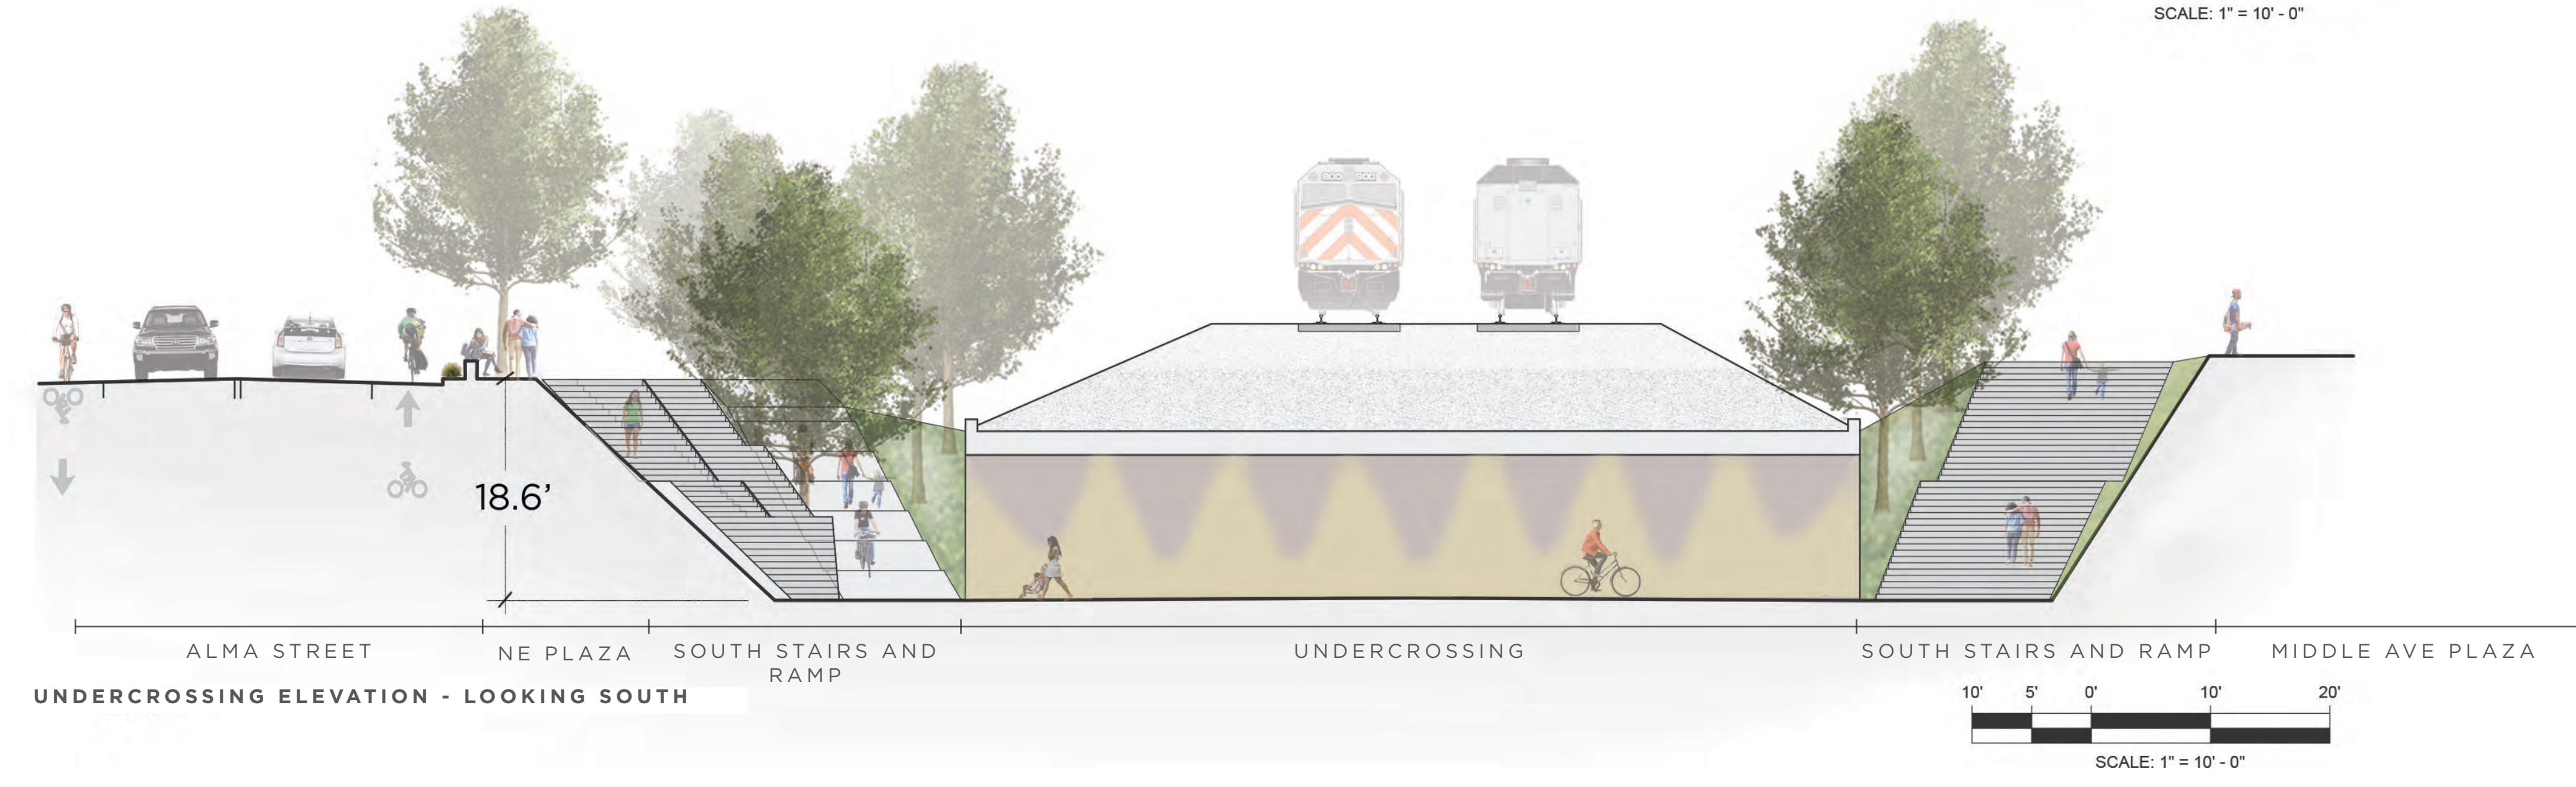 SCALE: 1" = 10' - 0"
18.6’
ALMA STREET
NE PLAZA
SOUTH STAIRS AND
RAMP
UNDERCROSSING
SOUTH STAIRS AND RAMP
MIDDLE AVE PLAZA
UNDERCROSSING ELEVATION - LOOKING SOUTH
10' 5' 0' 10' 20'
SCALE: 1" = 10' - 0"